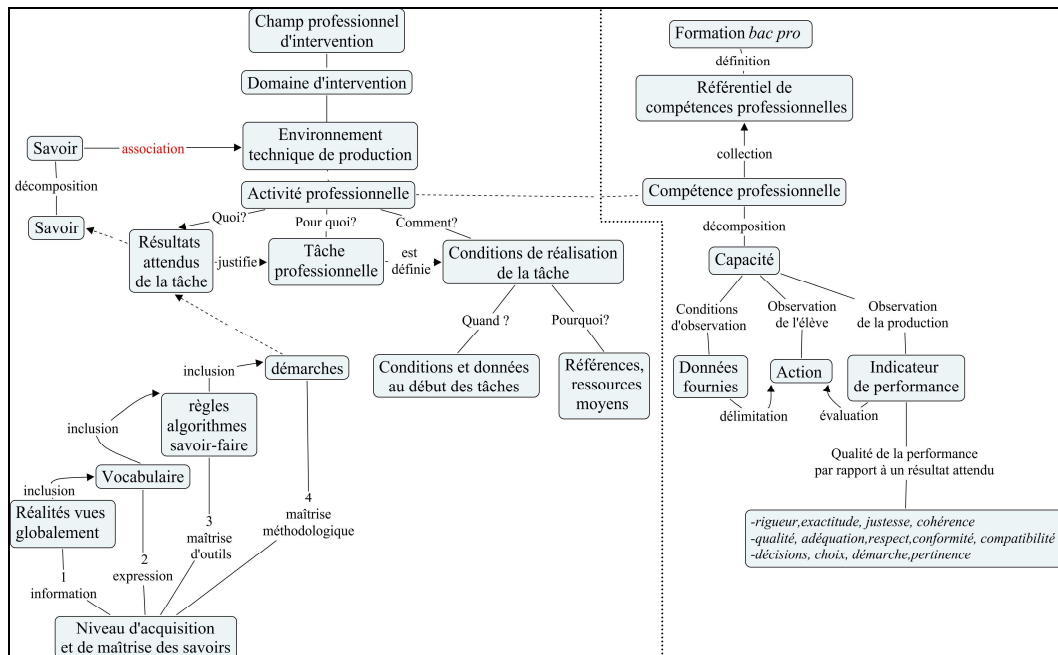 Champ professionnel
d'intervention
Domaine d'intervention
Savoir
association
Environnement
technique de production
décomposition
Activité professionnelle
Savoir
Quoi?
Pour quoi?
Comment?
Résultats
attendus
de la tâche
justifie
Tâche
professionnelle
est
définie
Conditions de réalisation
de la tâche
Quand ?
Pourquoi?
Conditions et données
au début des tâches
Références,
ressources
moyens
inclusion
démarches
règles
algorithmes
savoir-faire
inclusion
Vocabulaire
inclusion
Réalités vues
globalement
4
maîtrise
méthodologique
3
maîtrise
d'outils
2
expression
1
information
Niveau d'acquisition
et de maîtrise des savoirs
Formation bac pro
définition
Référentiel de
compétences professionnelles
collection
Compétence professionnelle
décomposition
Capacité
Conditions
d'observation
Observation
de l'élève
Observation
de la production
Données
fournies
Action
Indicateur
de performance
délimitation
évaluation
Qualité de la performance
par rapport à un résultat attendu
-rigueur,exactitude, justesse, cohérence
-qualité, adéquation,respect,conformité, compatibilité
-décisions, choix, démarche,pertinence